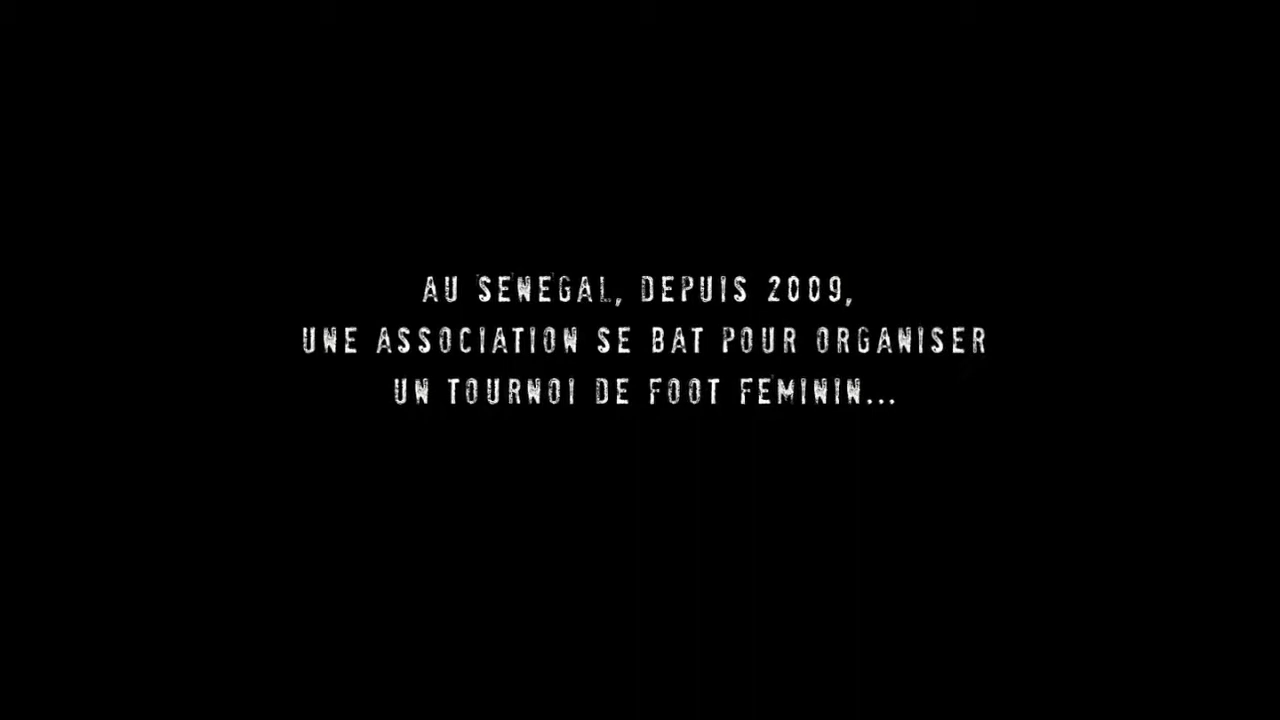 AU SENEGAL, DEPUIS 2009,
UNE ASSOCIATION SE BAT POUR ORGANISER
UN TOURNOI DE FOOT FEMININ...